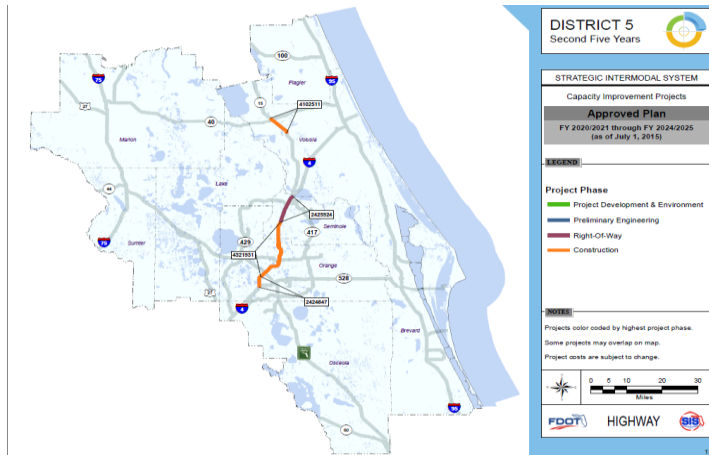 DISTRICT 5
Second Five Years
STRATEGIC INTERMODAL SYSTEM
Capacity Improvement Projects
Approved Plan
FY 2020/2021 through FY 2024/2025
(as of July 1, 2015)
LEGEND
Project Phase
Project Development & Environment
Preliminary Engineering
Right-Of-Way
Construction
NOTES
Projects color coded by highest project phase.
Some projects may overlap on map.
Project costs are subject to change.
0 5 10 20 30
Miles
FDOT
HIGHWAY
SIS
100
Flagler
75
95
27
15
4102511
40
Marion
Volusia
4
Lake
44
2425924
Seminole
417
429
75
Sumter
4321931
Orange
528
27
2424847
4
Brevard
Osceola
95
60